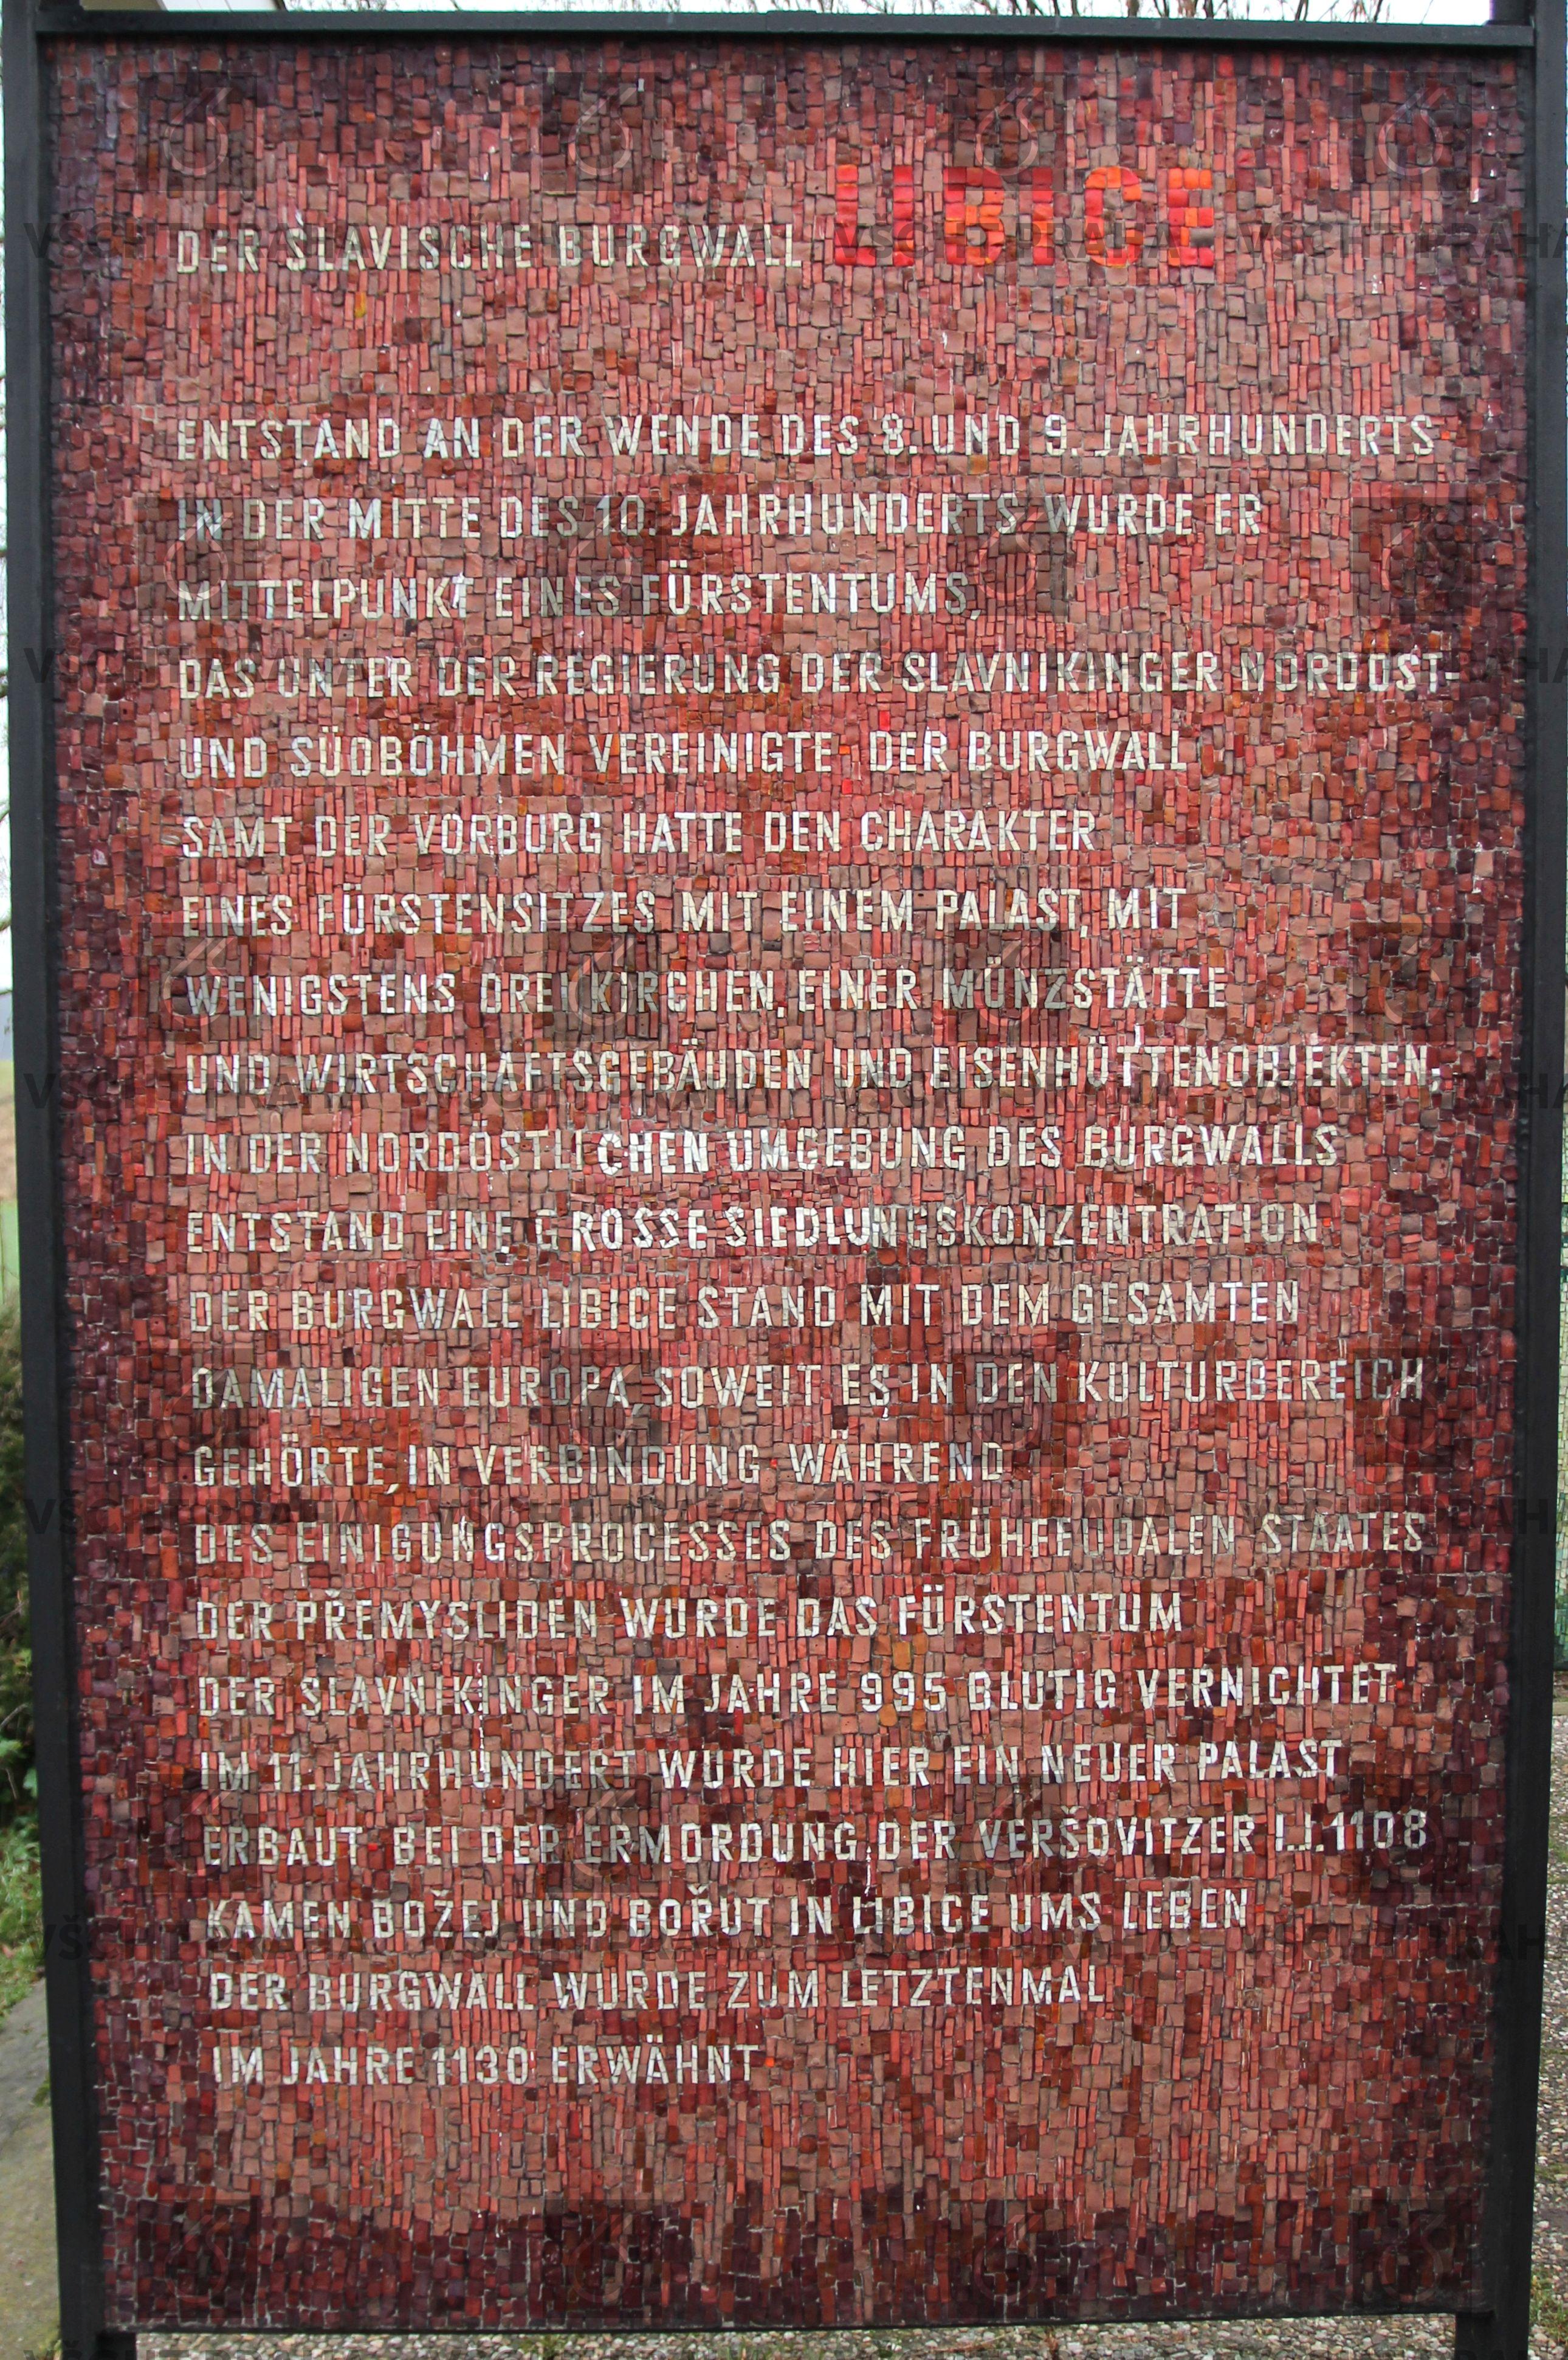 DER SLAVISCHE BURGWALL LIBICE
ENTSTAND AN DER WENDE DES 8. UND 9. JAHRHUNDERTS
IN DER MITTE DES 10. JAHRHUNDERTS WURDE ER
MITTELPUNKT EINES FÜRSTENTUMS,
DAS UNTER DER REGIERUNG DER SLAVNIKINGER NORDOST-
UND SÜDBÖHMEN VEREINIGTE DER BURGWALL
SAMT DER VORBURG HATTE DEN CHARAKTER
EINES FÜRSTENSITZES MIT EINEM PALAST, MIT
WENIGSTENS DREI KIRCHEN, EINER MÜNZSTÄTTE
UND WIRTSCHAFTSGEBÄUDEN UND EISENHÜTTENOBJEKTEN,
IN DER NORDÖSTLICHEN UMGEBUNG DES BURGWALLS
ENTSTAND EINE GROSSE SIEDLUNGSKONZENTRATION
DER BURGWALL LIBICE STAND MIT DEM GESAMTEN
DAMALIGEN EUROPA, SOWEIT ES IN DEN KULTURBEREICH
GEHÖRTE, IN VERBINDUNG WÄHREND
DES EINIGUNGSPROCESSES DES FRÜHFEUDALEN STAATES
DER PŘEMYSLIDEN WURDE DAS FÜRSTENTUM
DER SLAVNIKINGER IM JAHRE 995 BLUTIG VERNICHTET
IM 11. JAHRHUNDERT WURDE HIER EIN NEUER PALAST
ERBAUT BEI DER ERMORDUNG DER VERŠOVITZER I.J. 1108
KAMEN BOŽEJ UND BOŘUT IN LIBICE UMS LEBEN
DER BURGWALL WURDE ZUM LETZTENMAL
IM JAHRE 1130 ERWÄHNT